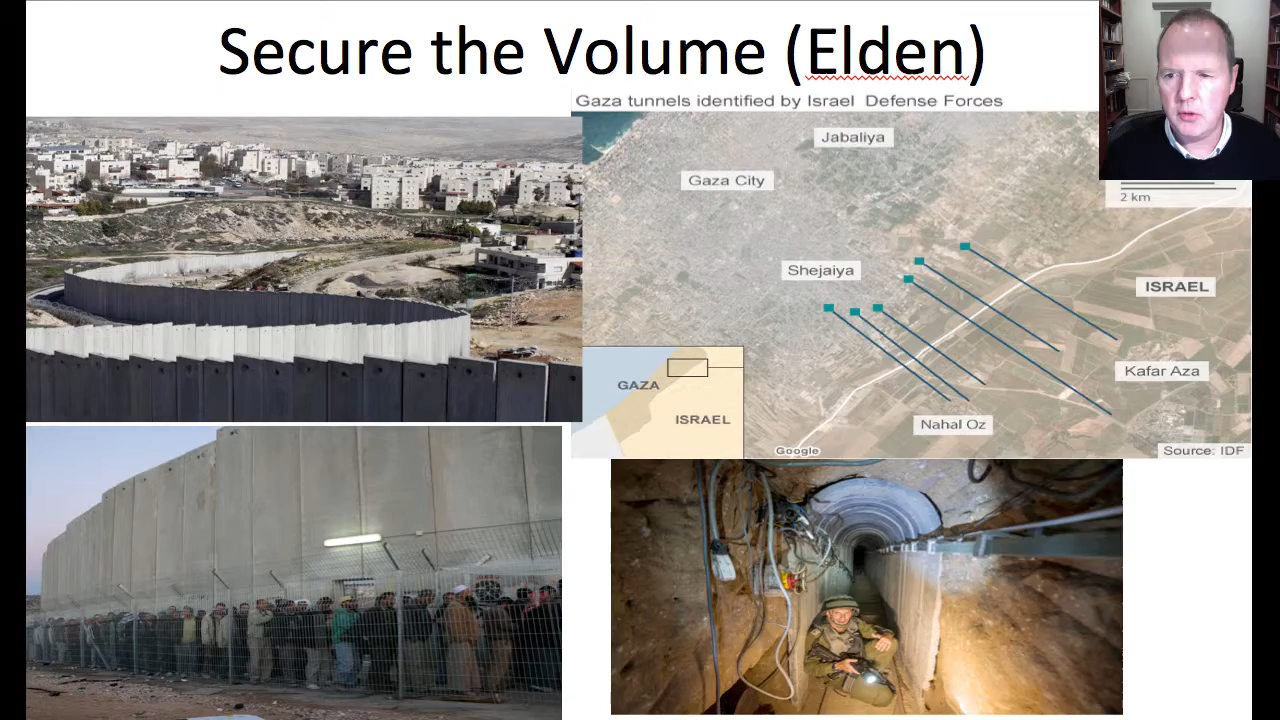 Secure the Volume (Elden)
Gaza tunnels identified by Israel Defense Forces
Jabaliya
Gaza City
2 km
Shejaiya
ISRAEL
GAZA
Kafar Aza
ISRAEL
Nahal Oz
Google
Source: IDF